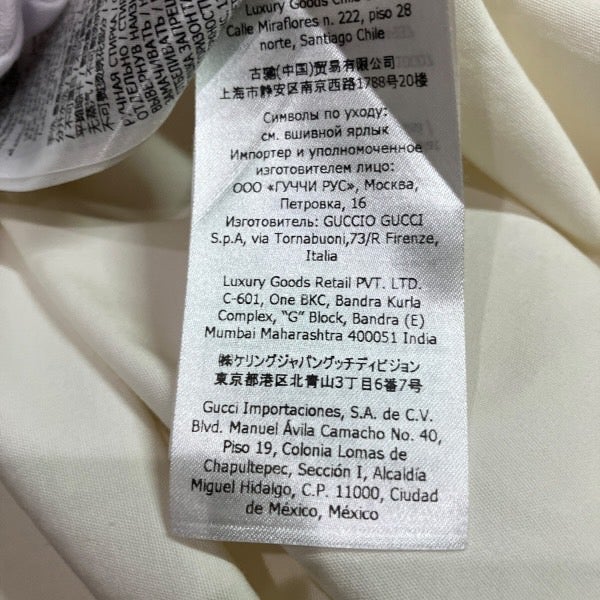 Luxury Goods Chile
Calle Miraflores n. 222, piso 28
norte, Santiago Chile
古驰(中国)贸易有限公司
上海市静安区南京西路1788号20楼
Символы по уходу:
см. вшивной ярлык
Импортер и уполномоченное
изготовителем лицо:
ООО «ГУЧЧИ РУС», Москва,
Петровка, 16
Изготовитель: GUCCIO GUCCI
S.p.A, via Tornabuoni,73/R Firenze,
Italia
Luxury Goods Retail PVT. LTD.
C-601, One BKC, Bandra Kurla
Complex, "G" Block, Bandra (E)
Mumbai Maharashtra 400051 India
㈱ケリングジャパングッチディビジョン
東京都港区北青山3丁目6番7号
Gucci Importaciones, S.A. de C.V.
Blvd. Manuel Ávila Camacho No. 40,
Piso 19, Colonia Lomas de
Chapultepec, Sección I, Alcaldía
Miguel Hidalgo, C.P. 11000, Ciudad
de México, México